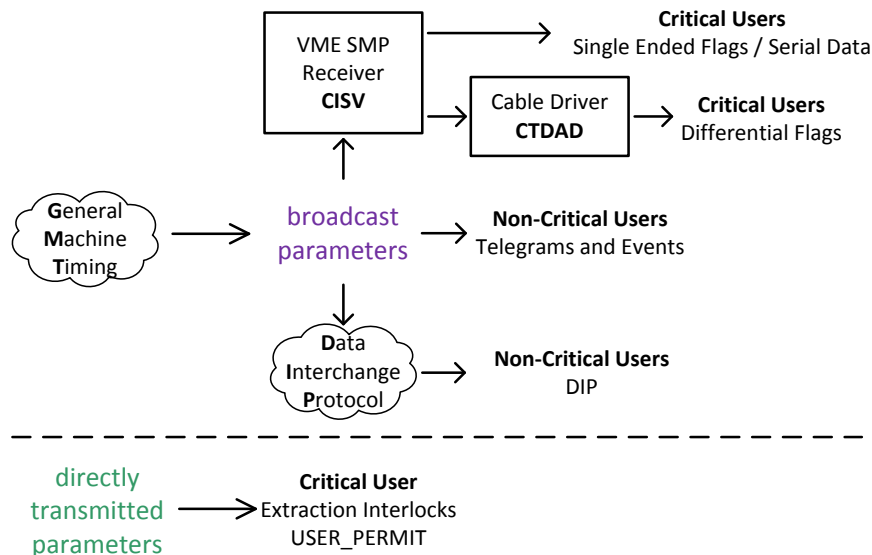 VME SMP
Receiver
CISV
Critical Users
Single Ended Flags / Serial Data
Cable Driver
CTDAD
Critical Users
Differential Flags
General
Machine
Timing
broadcast
parameters
Non-Critical Users
Telegrams and Events
Data
Interchange
Protocol
Non-Critical Users
DIP
directly
transmitted
parameters
Critical User
Extraction Interlocks
USER_PERMIT